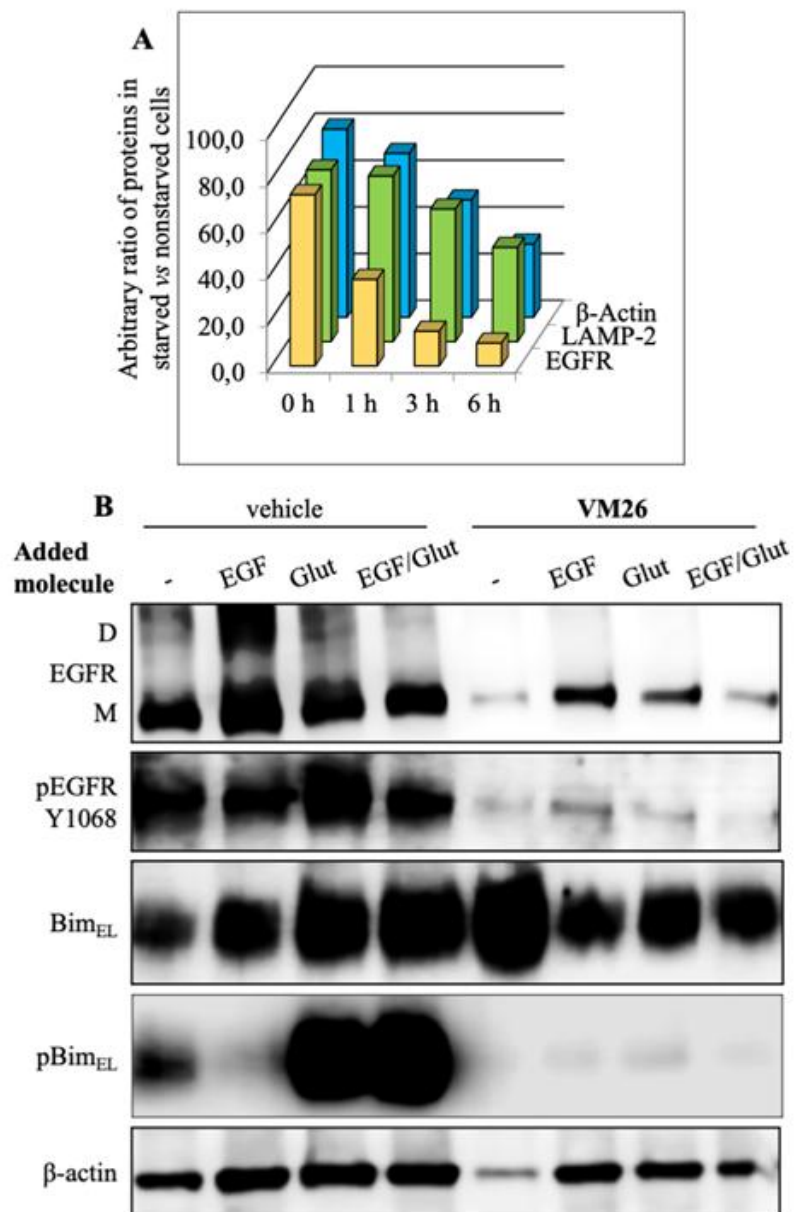 A
Arbitrary ratio of proteins in
starved vs nonstarved cells
100,0
80,0
60,0
40,0
20,0
0,0
β-Actin
LAMP-2
EGFR
0 h 1 h 3 h 6 h
B
vehicle VM26
Added
molecule
- EGF Glut EGF/Glut - EGF Glut EGF/Glut
D
EGFR
M
pEGFR
Y1068
BimEL
pBimEL
β-actin